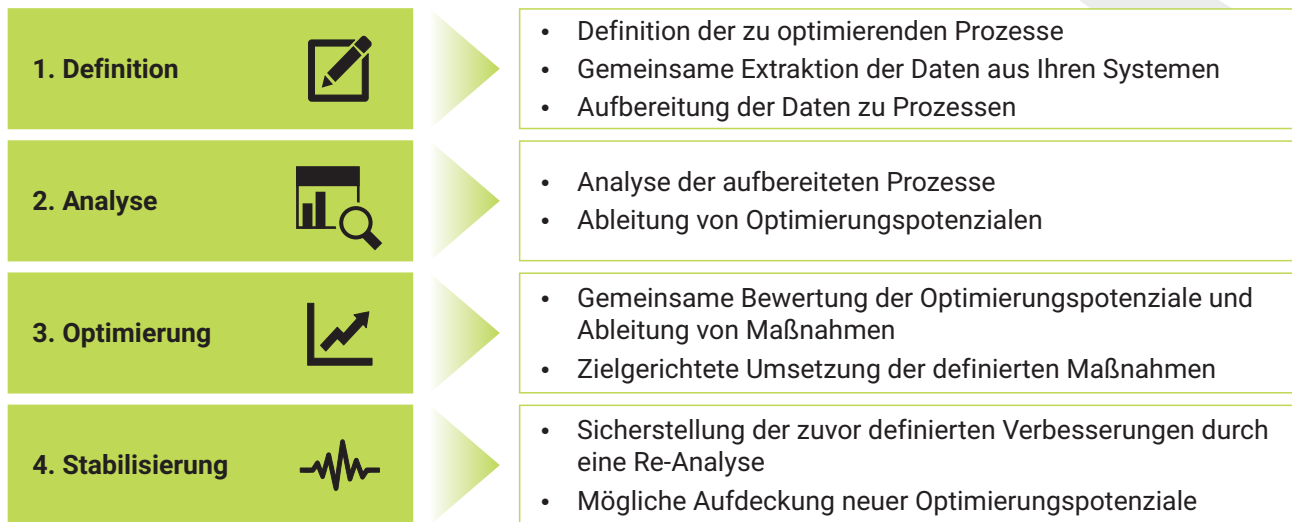 1. Definition
• Definition der zu optimierenden Prozesse
• Gemeinsame Extraktion der Daten aus Ihren Systemen
• Aufbereitung der Daten zu Prozessen
2. Analyse
• Analyse der aufbereiteten Prozesse
• Ableitung von Optimierungspotenzialen
3. Optimierung
• Gemeinsame Bewertung der Optimierungspotenziale und
Ableitung von Maßnahmen
• Zielgerichtete Umsetzung der definierten Maßnahmen
4. Stabilisierung
• Sicherstellung der zuvor definierten Verbesserungen durch
eine Re-Analyse
• Mögliche Aufdeckung neuer Optimierungspotenziale